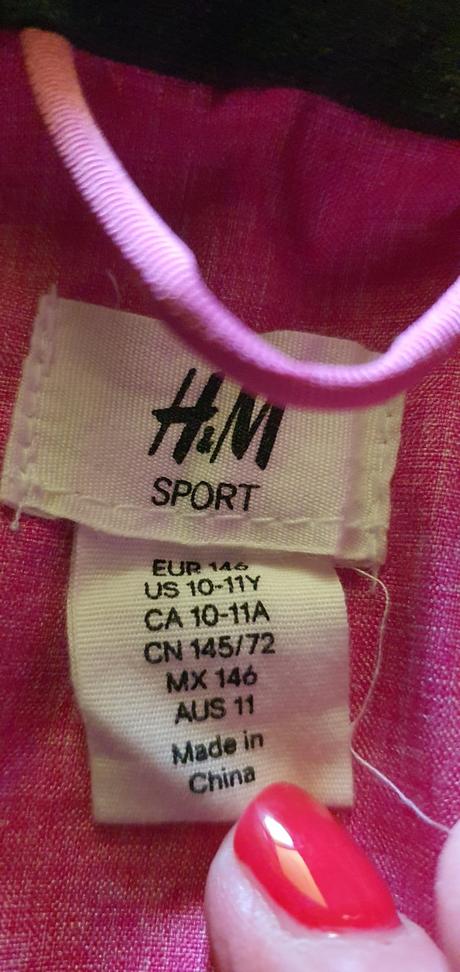 H&M
SPORT
EUR 146
US 10-11Y
CA 10-11A
CN 145/72
MX 146
AUS 11
Made in
China